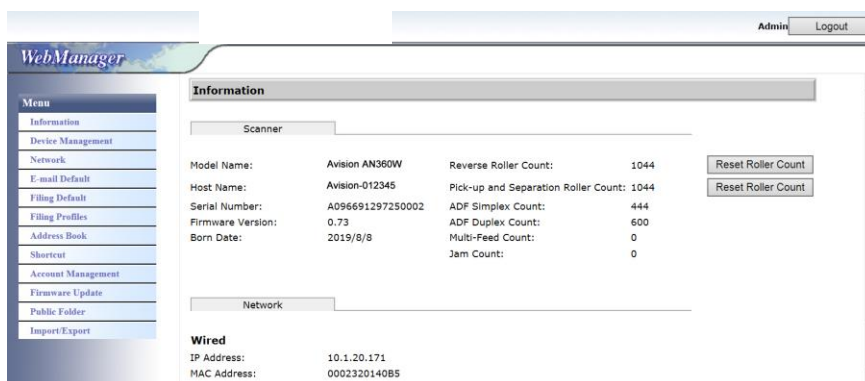 Admin Logout
WebManager
Menu
Information
Device Management
Network
E-mail Default
Filing Default
Filing Profiles
Address Book
Shortcut
Account Management
Firmware Update
Public Folder
Import/Export
Information
Scanner
Model Name: Avision AN360W Reverse Roller Count: 1044 Reset Roller Count
Host Name: Avision-012345 Pick-up and Separation Roller Count: 1044 Reset Roller Count
Serial Number: A096691297250002 ADF Simplex Count: 444
Firmware Version: 0.73 ADF Duplex Count: 600
Born Date: 2019/8/8 Multi-Feed Count: 0
Jam Count: 0
Network
Wired
IP Address: 10.1.20.171
MAC Address: 0002320140B5